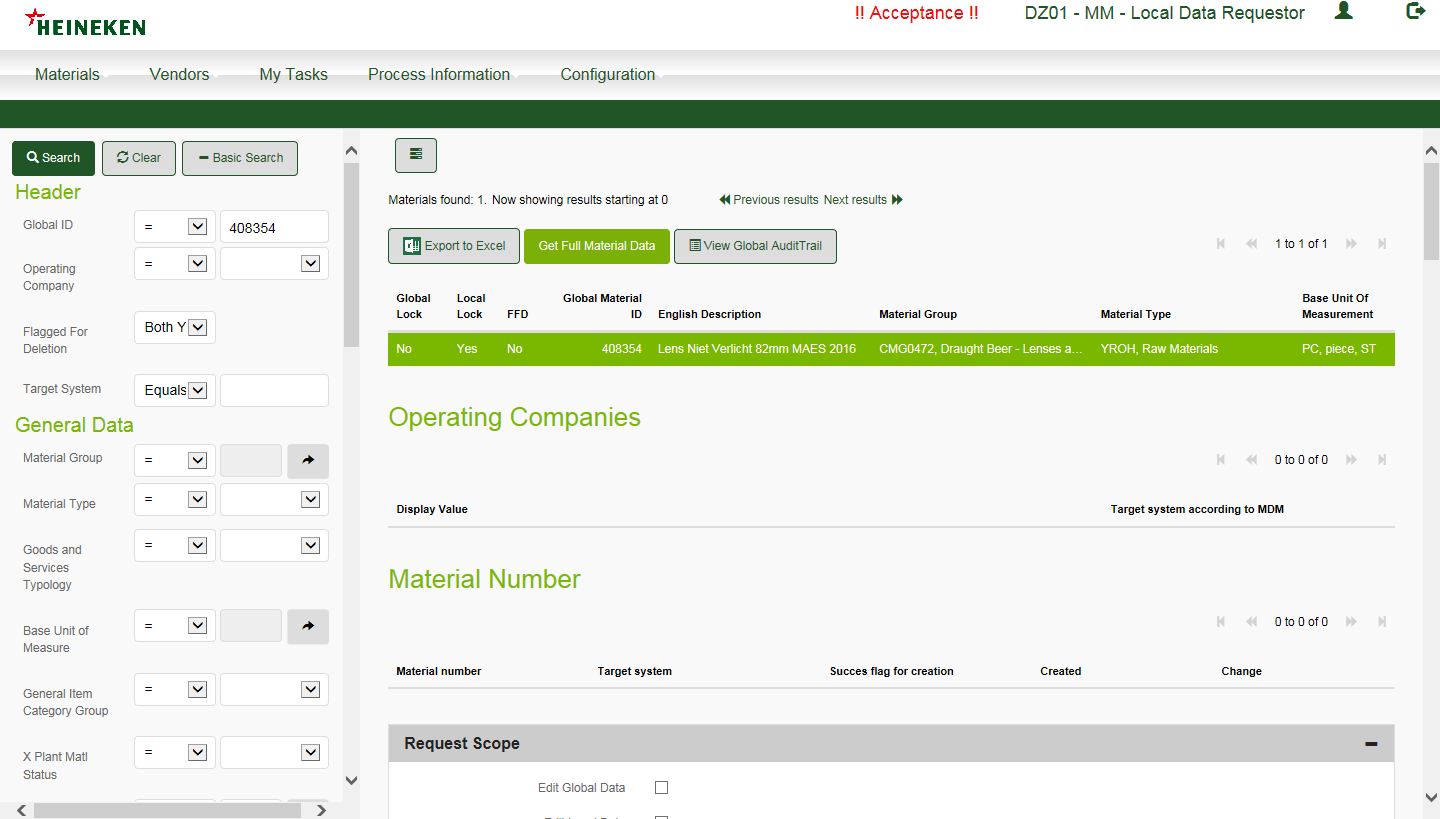 HEINEKEN
!! Acceptance !!
DZ01 - MM - Local Data Requestor
Materials Vendors My Tasks Process Information Configuration
Search Clear Basic Search
Header
Global ID = 408354
Operating Company =
Flagged For Deletion Both Y
Target System Equals
General Data
Material Group =
Material Type =
Goods and Services Typology =
Base Unit of Measure =
General Item Category Group =
X Plant Matl Status =
Materials found: 1. Now showing results starting at 0 Previous results Next results
Export to Excel Get Full Material Data View Global AuditTrail 1 to 1 of 1
Global Lock Local Lock FFD Global Material ID English Description Material Group Material Type Base Unit Of Measurement
No Yes No 408354 Lens Niet Verlicht 82mm MAES 2016 CMG0472, Draught Beer - Lenses a... YROH, Raw Materials PC, piece, ST
Operating Companies
0 to 0 of 0
Display Value Target system according to MDM
Material Number
0 to 0 of 0
Material number Target system Succes flag for creation Created Change
Request Scope
Edit Global Data